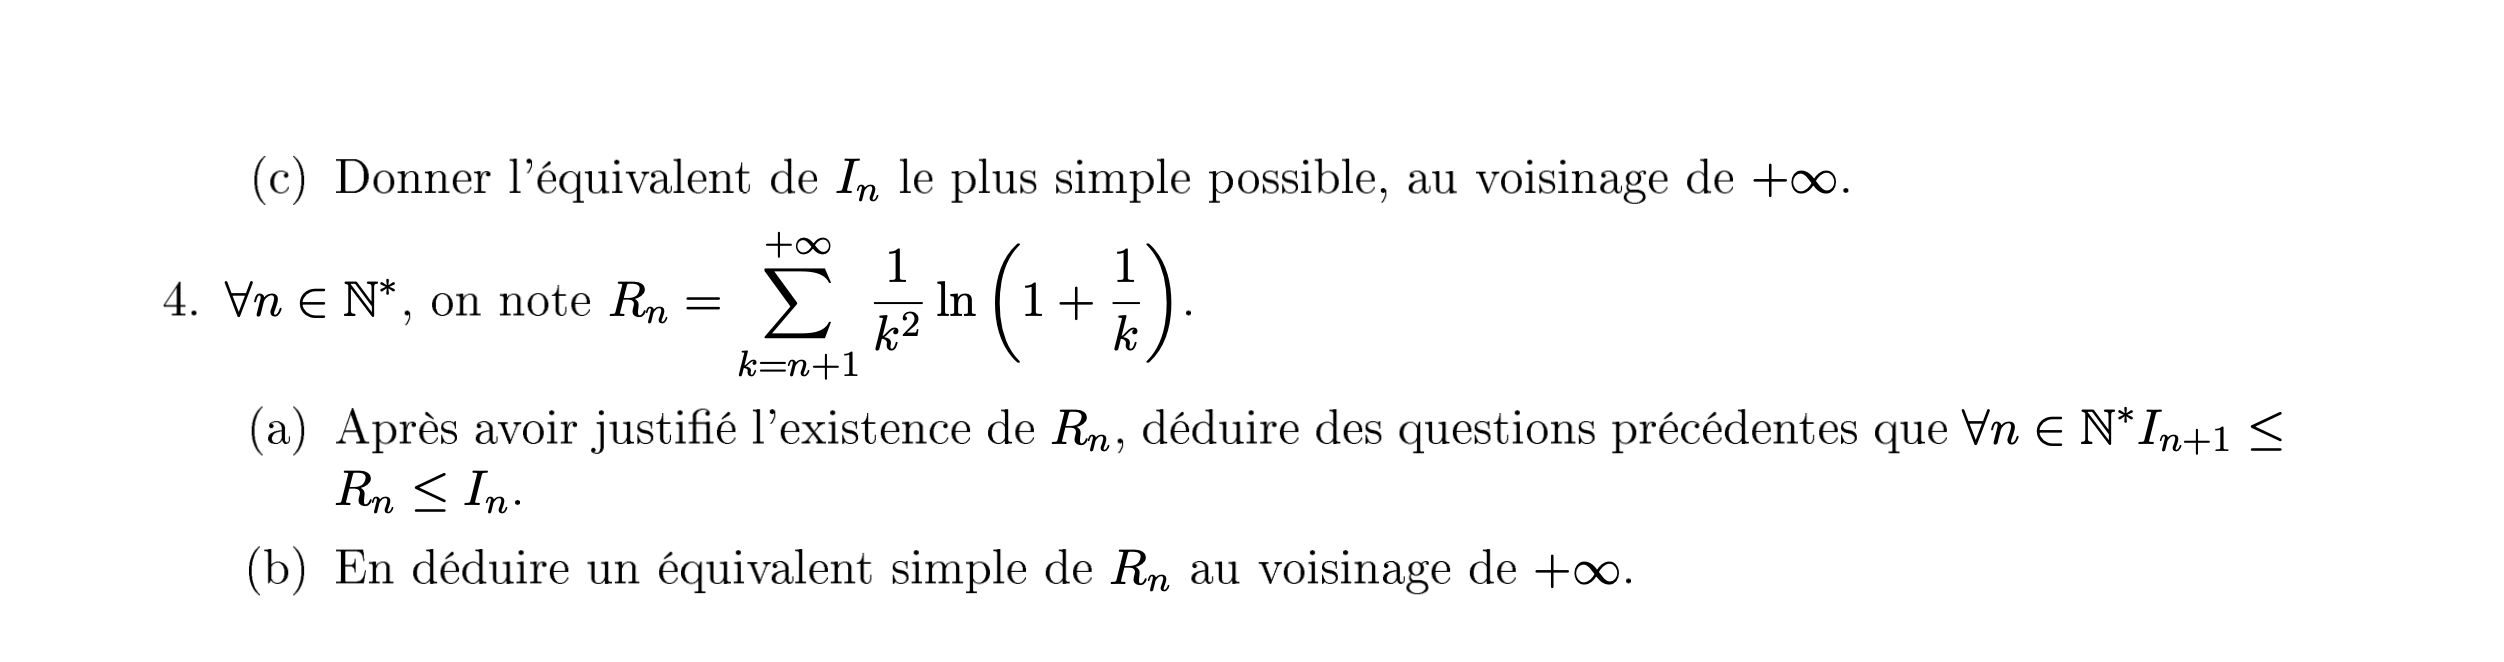 (c) Donner l'équivalent de $I_n$ le plus simple possible, au voisinage de $+\infty$.
4. $\forall n \in \mathbb{N}^*$, on note $R_n = \sum_{k=n+1}^{+\infty} \frac{1}{k^2} \ln\left(1 + \frac{1}{k}\right)$.
(a) Après avoir justifié l'existence de $R_n$, déduire des questions précédentes que $\forall n \in \mathbb{N}^* I_{n+1} \leq$
$R_n \leq I_n$.
(b) En déduire un équivalent simple de $R_n$ au voisinage de $+\infty$.